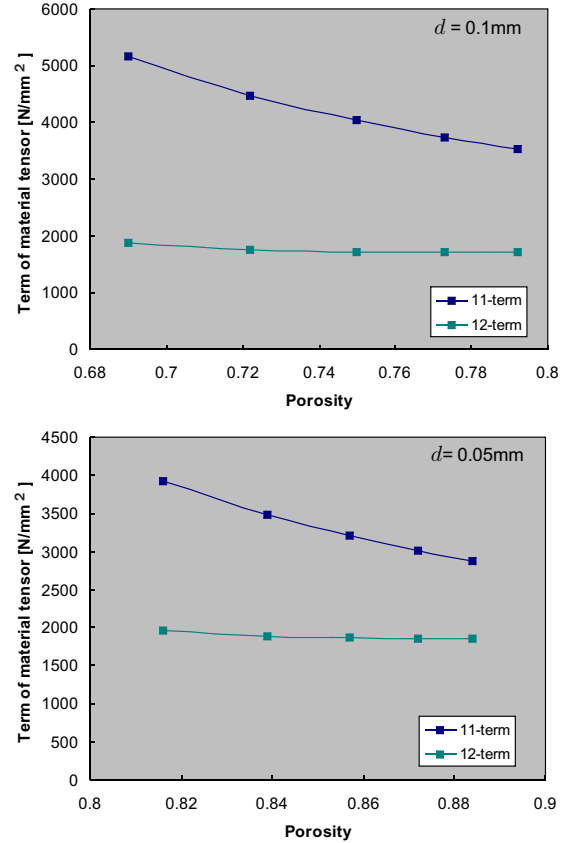 d = 0.1mm
6000
5000
4000
3000
2000
1000
0
Term of material tensor [N/mm²]
11-term
12-term
0.68 0.7 0.72 0.74 0.76 0.78 0.8
Porosity
d = 0.05mm
4500
4000
3500
3000
2500
2000
1500
1000
500
0
Term of material tensor [N/mm²]
11-term
12-term
0.8 0.82 0.84 0.86 0.88 0.9
Porosity